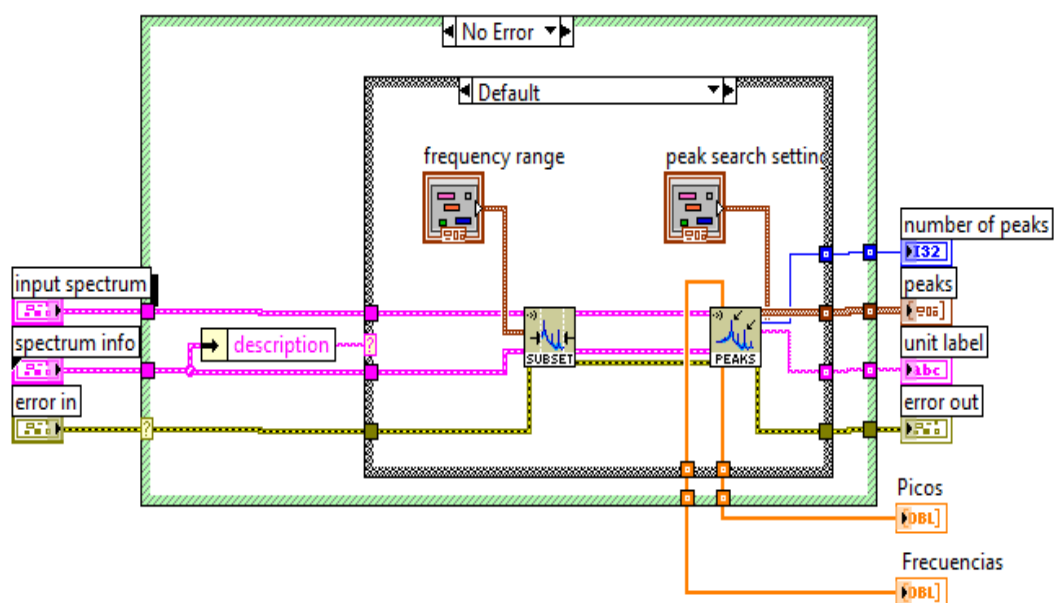 No Error
Default
frequency range
peak search setting
number of peaks
I32
input spectrum
peaks
spectrum info
description
SUBSET
PEAKS
unit label
abc
error in
error out
Picos
DBL]
Frecuencias
DBL]